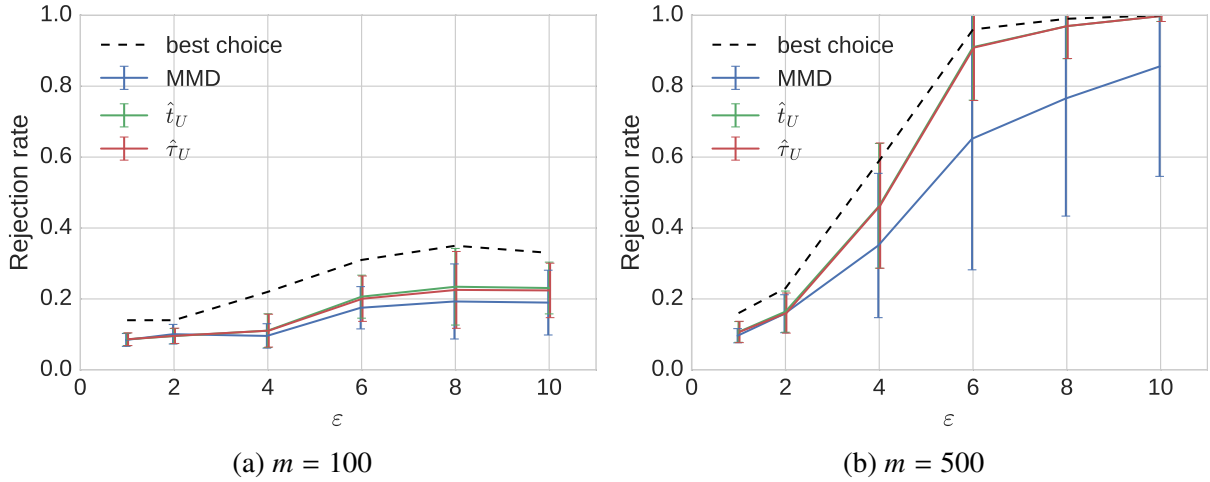 Rejection rate
1.0
0.8
0.6
0.4
0.2
0.0
best choice
MMD
t̂_U
τ̂_U
0 2 4 6 8 10
ε
(a) m = 100
Rejection rate
1.0
0.8
0.6
0.4
0.2
0.0
best choice
MMD
t̂_U
τ̂_U
0 2 4 6 8 10
ε
(b) m = 500